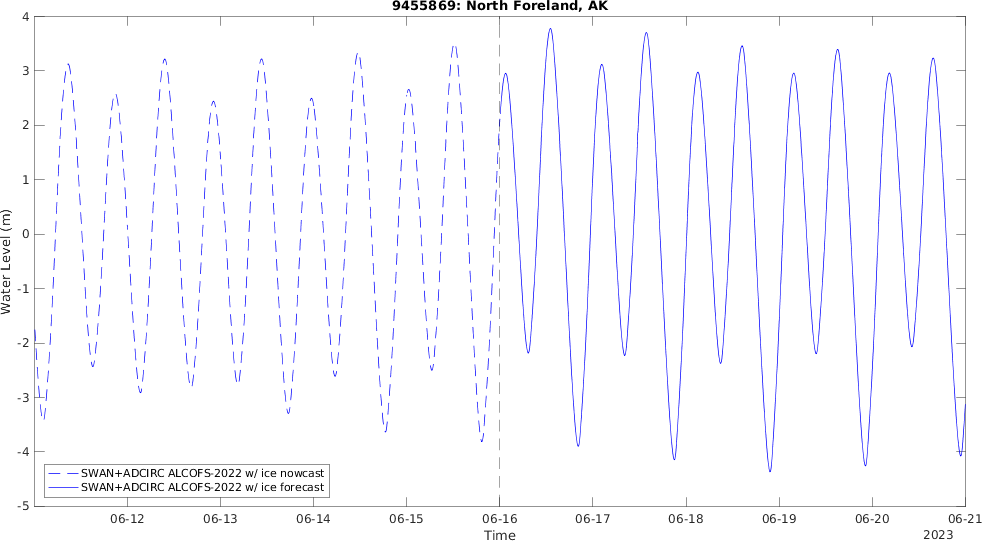 9455869: North Foreland, AK
4
3
2
1
0
-1
-2
-3
-4
-5
Water Level (m)
SWAN+ADCIRC ALCOFS-2022 w/ ice nowcast
SWAN+ADCIRC ALCOFS-2022 w/ ice forecast
06-12 06-13 06-14 06-15 06-16 06-17 06-18 06-19 06-20 06-21
Time
2023